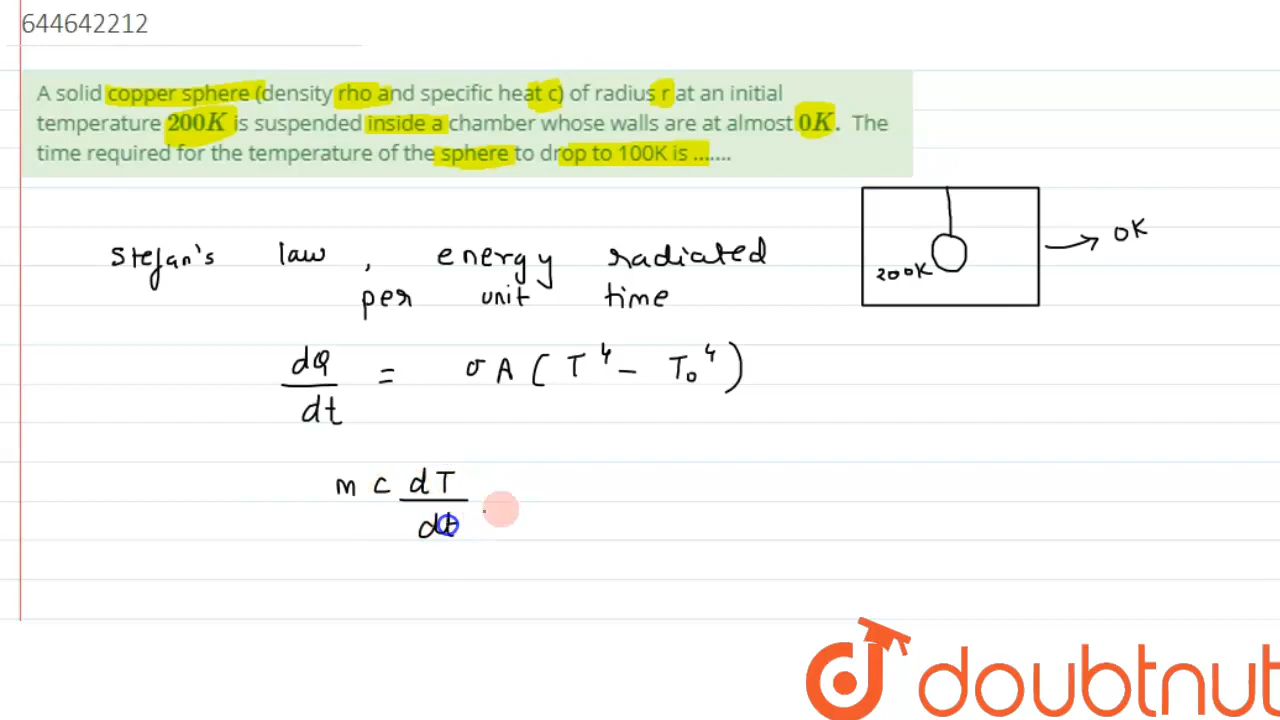 644642212
A solid copper sphere (density rho and specific heat c) of radius r at an initial
temperature 200K is suspended inside a chamber whose walls are at almost 0K. The
time required for the temperature of the sphere to drop to 100K is .......
Stefan's law , energy radiated
per unit time
200K
→ 0K
dQ/dt = σA(T⁴ - T₀⁴)
m c dT/dt
doubtnut